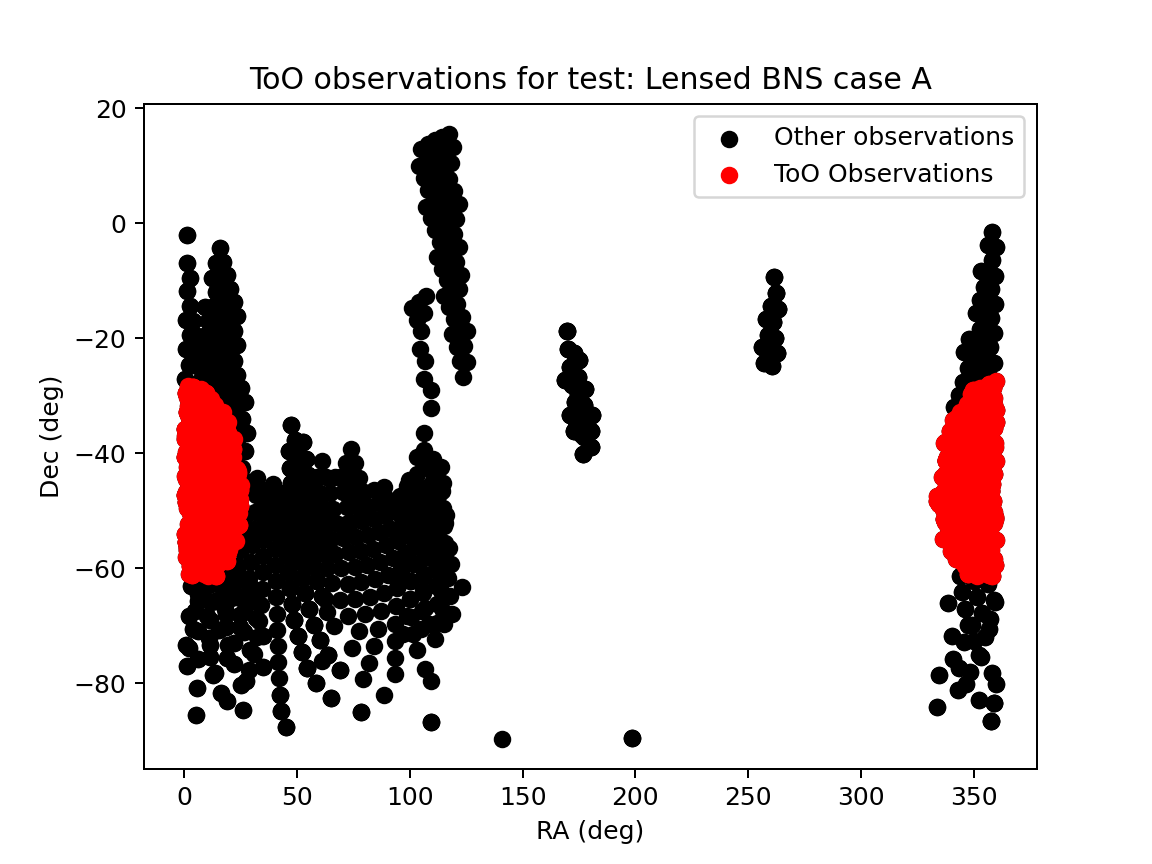 ToO observations for test: Lensed BNS case A
Other observations
ToO Observations
20
0
−20
−40
−60
−80
Dec (deg)
0 50 100 150 200 250 300 350
RA (deg)